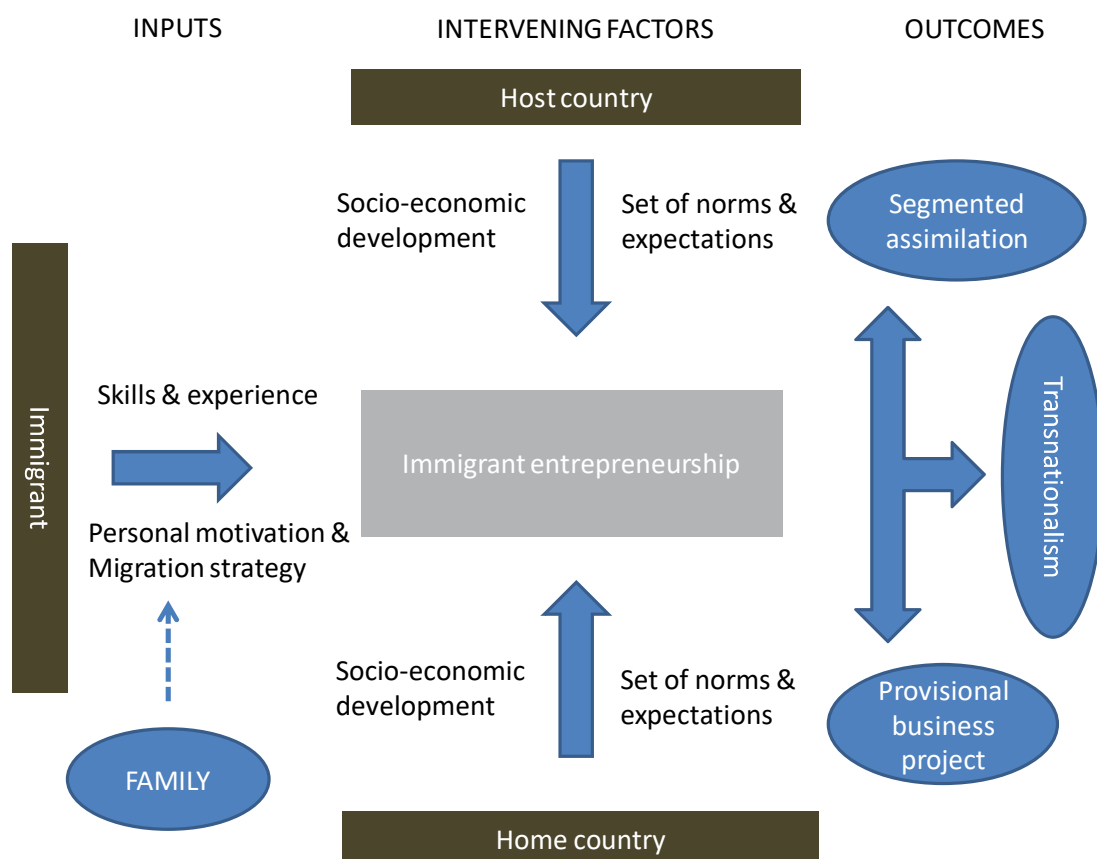 INPUTS
INTERVENING FACTORS
OUTCOMES
Host country
Socio-economic
development
Set of norms &
expectations
Segmented
assimilation
Immigrant
Skills & experience
Personal motivation &
Migration strategy
Immigrant entrepreneurship
Transnationalism
Socio-economic
development
Set of norms &
expectations
Provisional
business
project
FAMILY
Home country